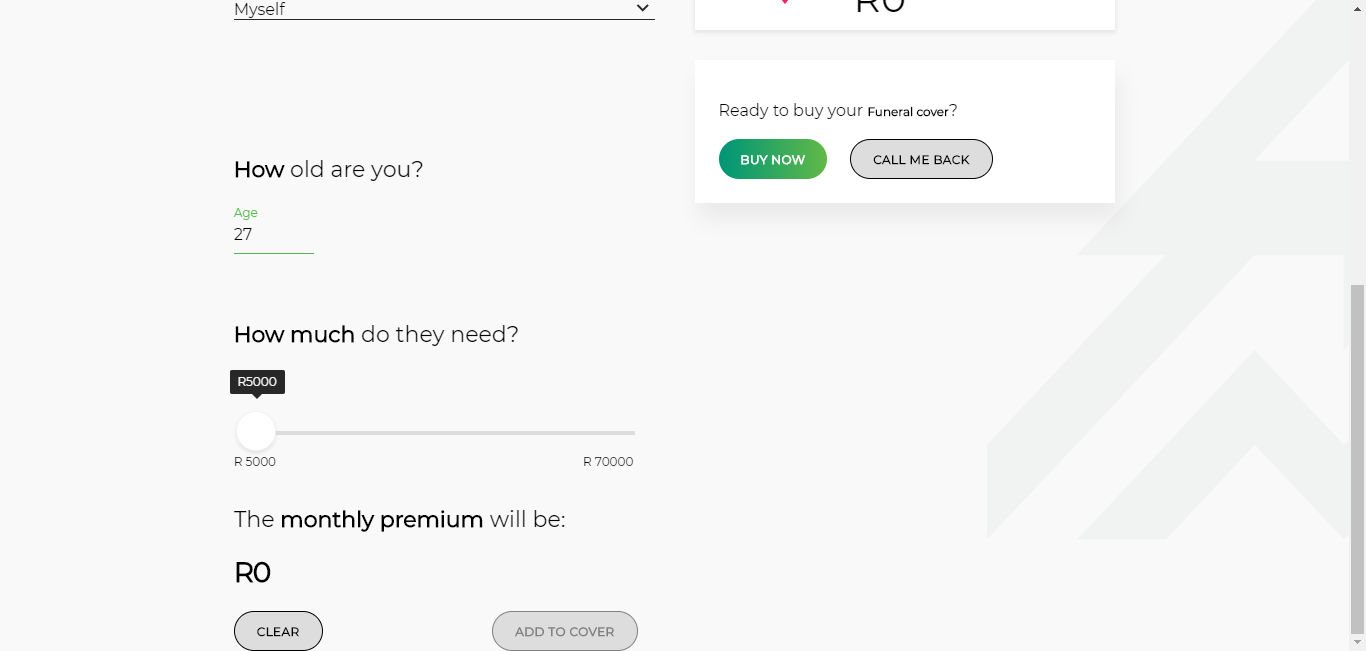 Myself
R0
Ready to buy your Funeral cover?
BUY NOW
CALL ME BACK
How old are you?
Age
27
How much do they need?
R5000
R 5000
R 70000
The monthly premium will be:
R0
CLEAR
ADD TO COVER